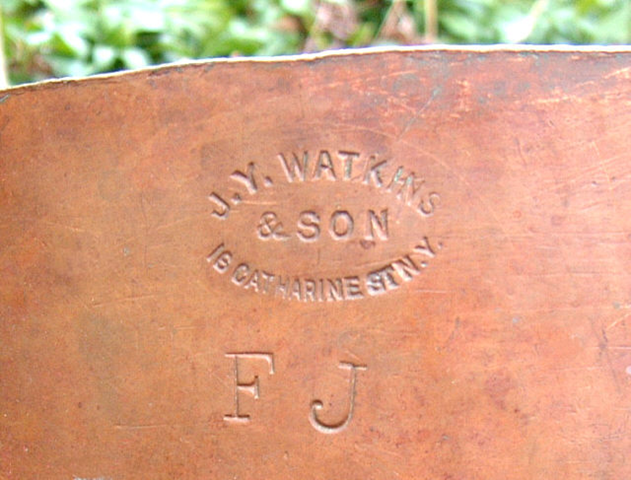 J.Y. WATKINS
& SON
16 CATHARINE ST N.Y.
F J